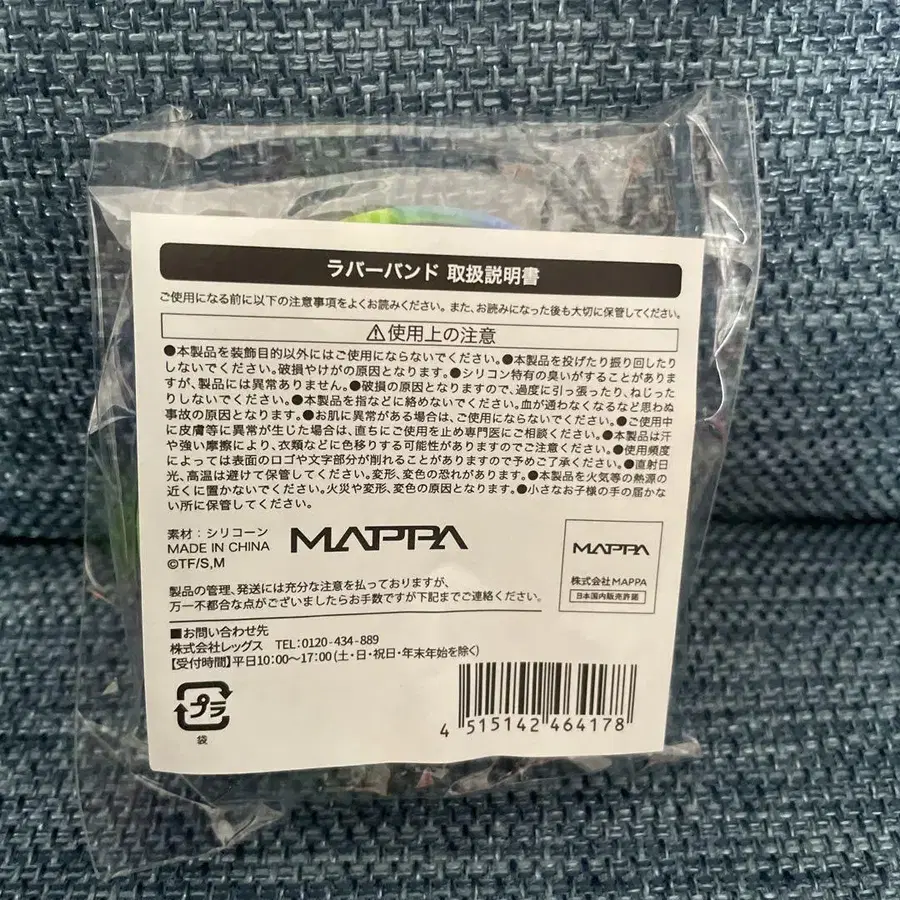 ラバーバンド 取扱説明書
ご使用になる前に以下の注意事項をよくお読みください。また、お読みになった後も大切に保管してください。
⚠使用上の注意
●本製品を装飾目的以外にはご使用にならないでください。●本製品を投げたり振り回したり
しないでください。破損やけがの原因となります。●シリコン特有の臭いがすることがありま
すが、製品には異常ありません。●破損の原因となりますので、過度に引っ張ったり、ねじった
りしないでください。●本製品を指などに絡めないでください。血が通わなくなるなど思わぬ
事故の原因となります。●お肌に異常がある場合は、ご使用にならないでください。●ご使用中
に皮膚等に異常が生じた場合は、直ちにご使用を止め専門医にご相談ください。●本製品は汗
や強い摩擦により、衣類などに色移りする可能性がありますのでご注意ください。●使用頻度
によっては表面のロゴや文字部分が削れることがありますので予めご了承ください。●直射日
光、高温は避けて保管してください。変形、変色の恐れがあります。●本製品を火気等の熱源の
近くに置かないでください。火災や変形、変色の原因となります。●小さなお子様の手の届かな
い所に保管してください。
素材：シリコーン
MADE IN CHINA
©TF/S,M
MAPPA
MAPPA
株式会社MAPPA
日本国内販売許諾
製品の管理、発送には充分な注意を払っておりますが、
万一不都合な点がございましたらお手数ですが下記までご連絡ください。
■お問い合わせ先
株式会社レッグス TEL:0120-434-889
【受付時間】平日10:00～17:00(土・日・祝日・年末年始を除く)
プラ
袋
4 515142 464178